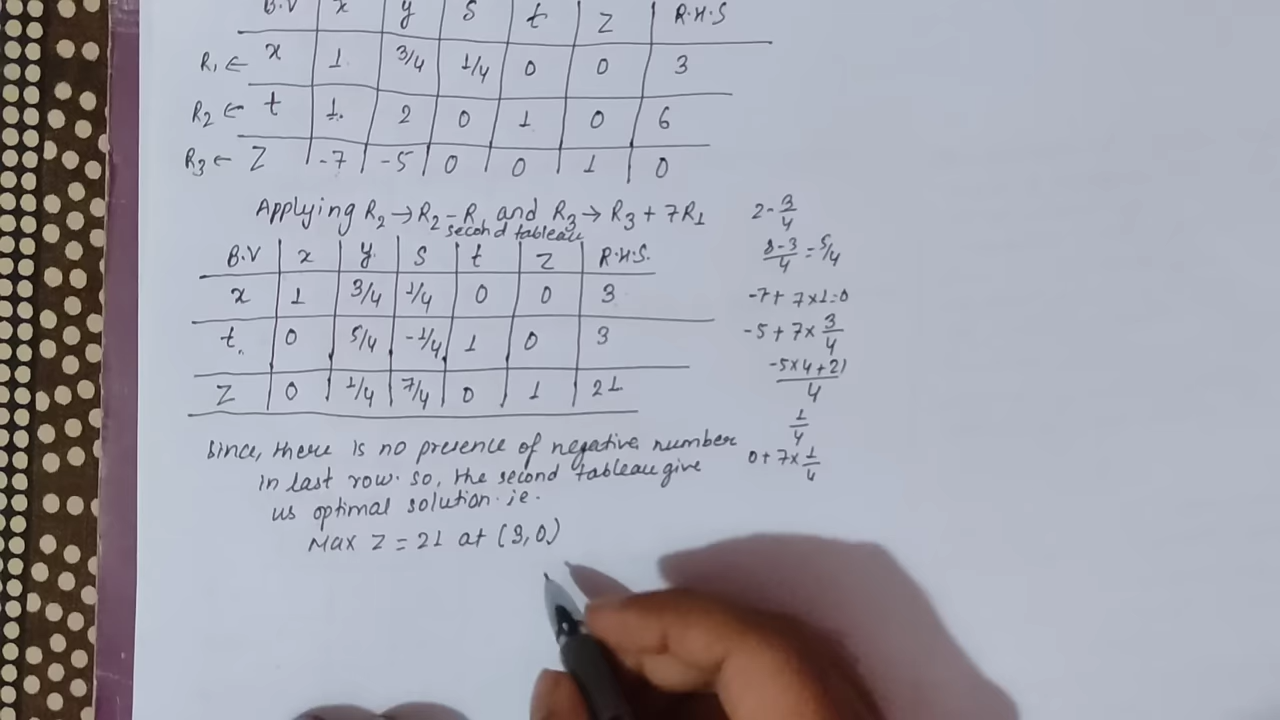 B.V x y S t Z R.H.S
R₁ ← x 1 3/4 1/4 0 0 3
R₂ ← t 1 2 0 1 0 6
R₃ ← Z -7 -5 0 0 1 0
Applying R₂ → R₂ - R₁ and R₃ → R₃ + 7R₁
second tableau
B.V x y S t Z R.H.S.
x 1 3/4 1/4 0 0 3
t 0 5/4 -1/4 1 0 3
Z 0 1/4 7/4 0 1 21
Since, there is no presence of negative number
in last row. so, the second tableau give
us optimal solution. ie.
Max Z = 21 at (3,0)
2 - 3/4
8-3/4 = 5/4
-7 + 7×1=0
-5 + 7× 3/4
-5×4+21/4
1/4
0 + 7× 1/4